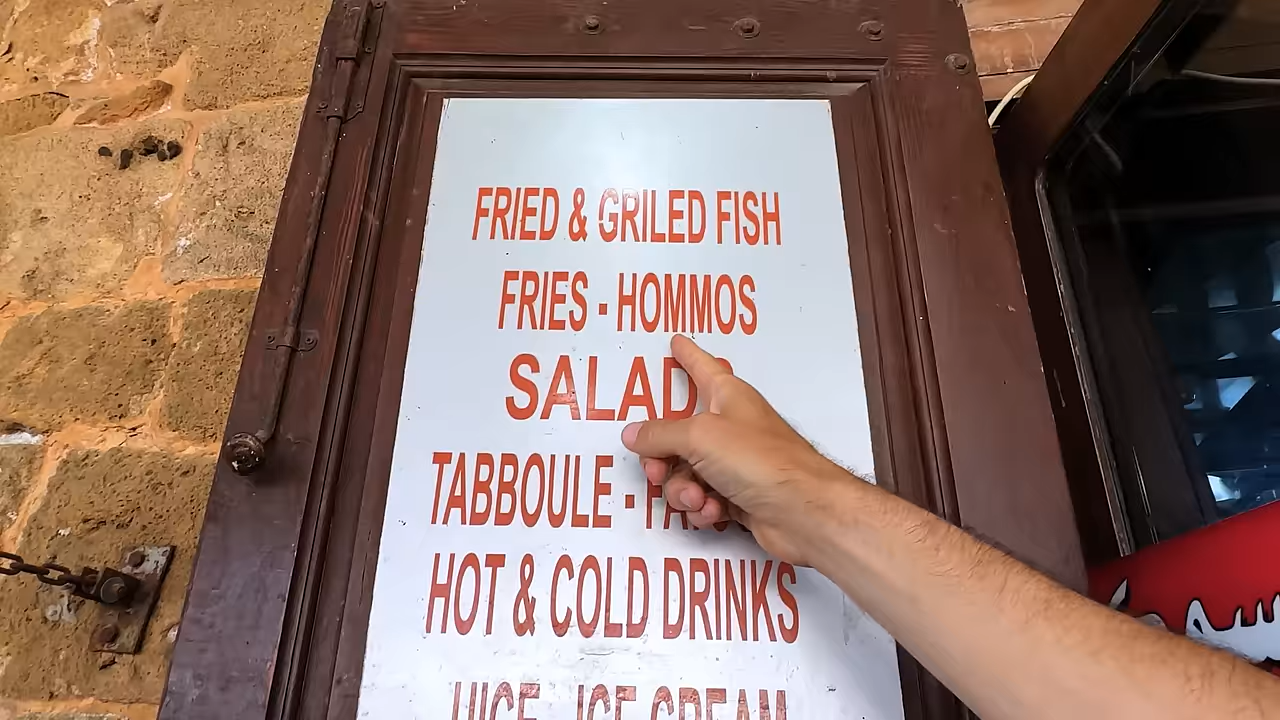 FRIED & GRILED FISH
FRIES - HOMMOS
SALAD
TABBOULE -
HOT & COLD DRINKS
ICE CREAM